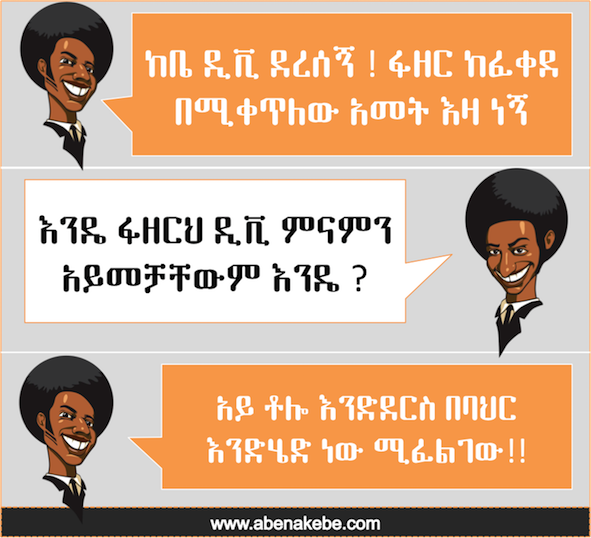 ከቤ ዲቪ ደረሰኝ ! ፋዘር ከፈቀደ
በሚቀጥለው አመት እዛ ነኝ
እንዴ ፋዘርህ ዲቪ ምናምን
አይመቻቸውም እንዴ ?
አይ ቶሎ እንድደርስ በባህር
እንድሄድ ነው ሚፈልገው!!
www.abenakebe.com